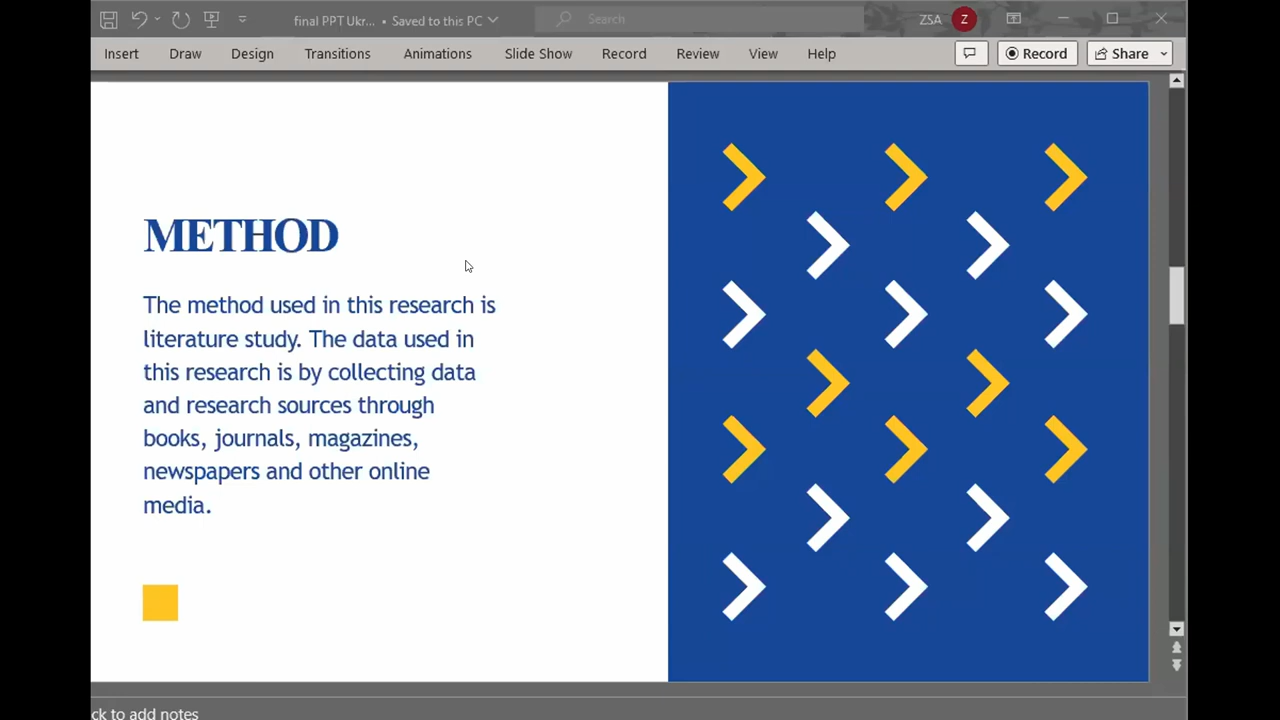 final PPT Ukr... • Saved to this PC
Search
ZSA
Z
Insert
Draw
Design
Transitions
Animations
Slide Show
Record
Review
View
Help
Record
Share
METHOD
The method used in this research is
literature study. The data used in
this research is by collecting data
and research sources through
books, journals, magazines,
newspapers and other online
media.
ck to add notes